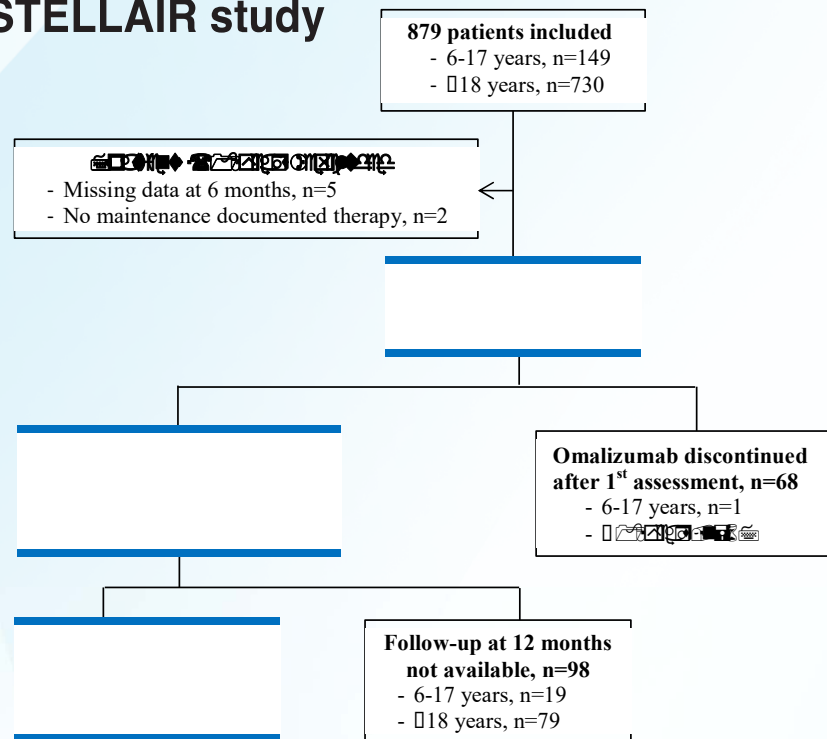 STELLAIR study
879 patients included
- 6-17 years, n=149
- 18 years, n=730
- Missing data at 6 months, n=5
- No maintenance documented therapy, n=2
Omalizumab discontinued
after 1st assessment, n=68
- 6-17 years, n=1
Follow-up at 12 months
not available, n=98
- 6-17 years, n=19
- 18 years, n=79